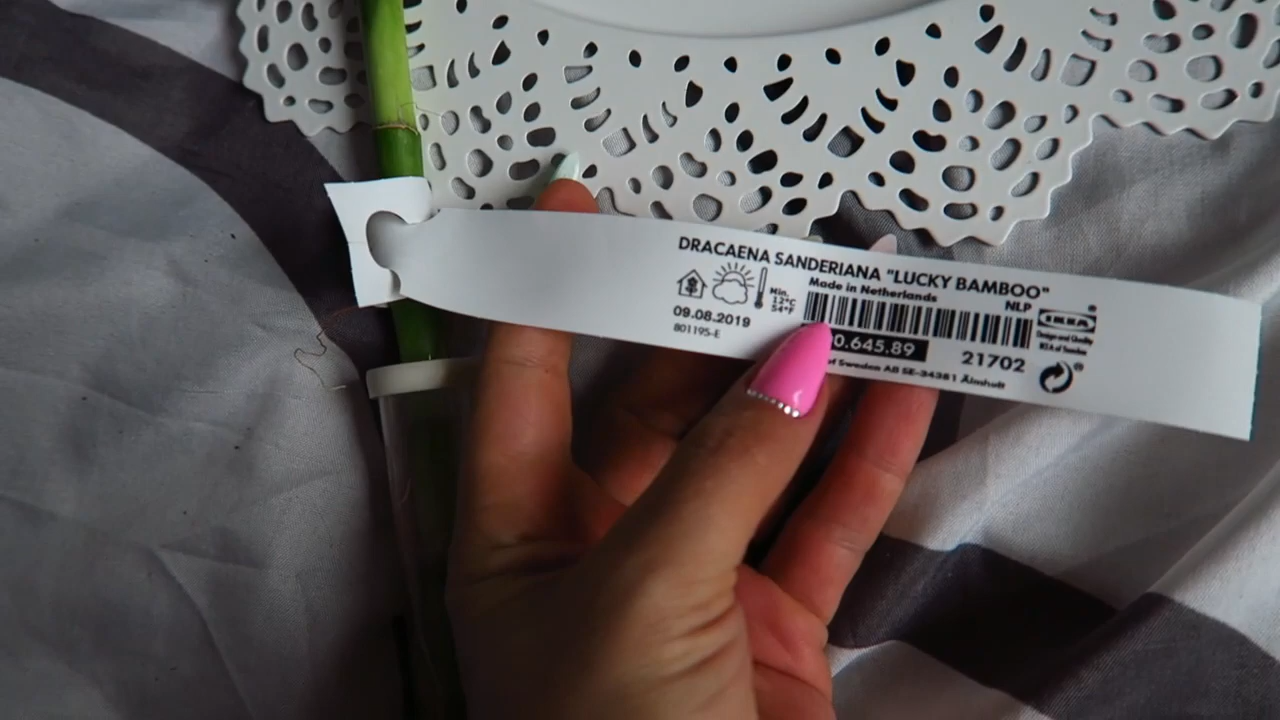 DRACAENA SANDERIANA "LUCKY BAMBOO"
Made in Netherlands
NLP
Min.
12°C
54°F
IKEA®
Design and Quality
IKEA of Sweden
09.08.2019
801195-E
0.645.89
21702
of Sweden AB SE-34381 Älmhult